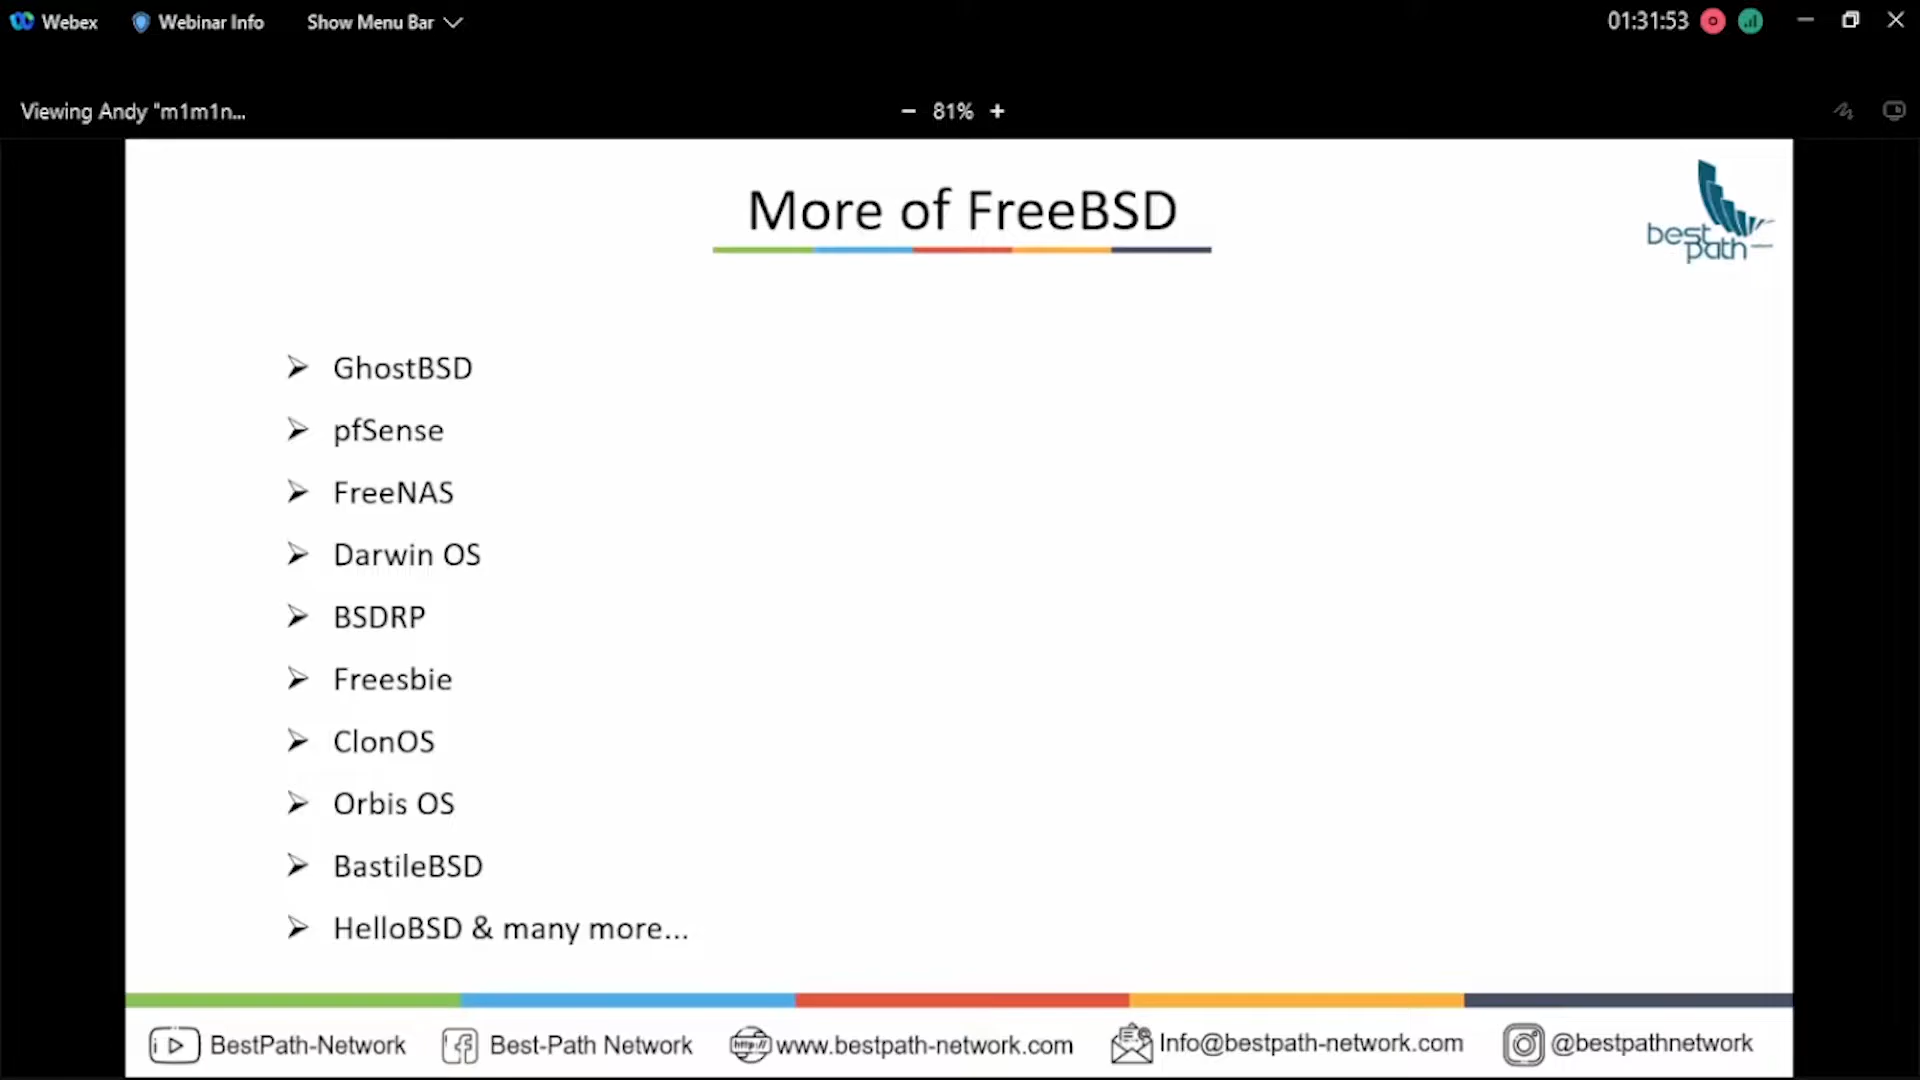 Webex
Webinar Info
Show Menu Bar
01:31:53
Viewing Andy "m1m1n...
81%
More of FreeBSD
best
path
GhostBSD
pfSense
FreeNAS
Darwin OS
BSDRP
Freesbie
ClonOS
Orbis OS
BastileBSD
HelloBSD & many more...
BestPath-Network
Best-Path Network
http://
www.bestpath-network.com
Info@bestpath-network.com
@bestpathnetwork